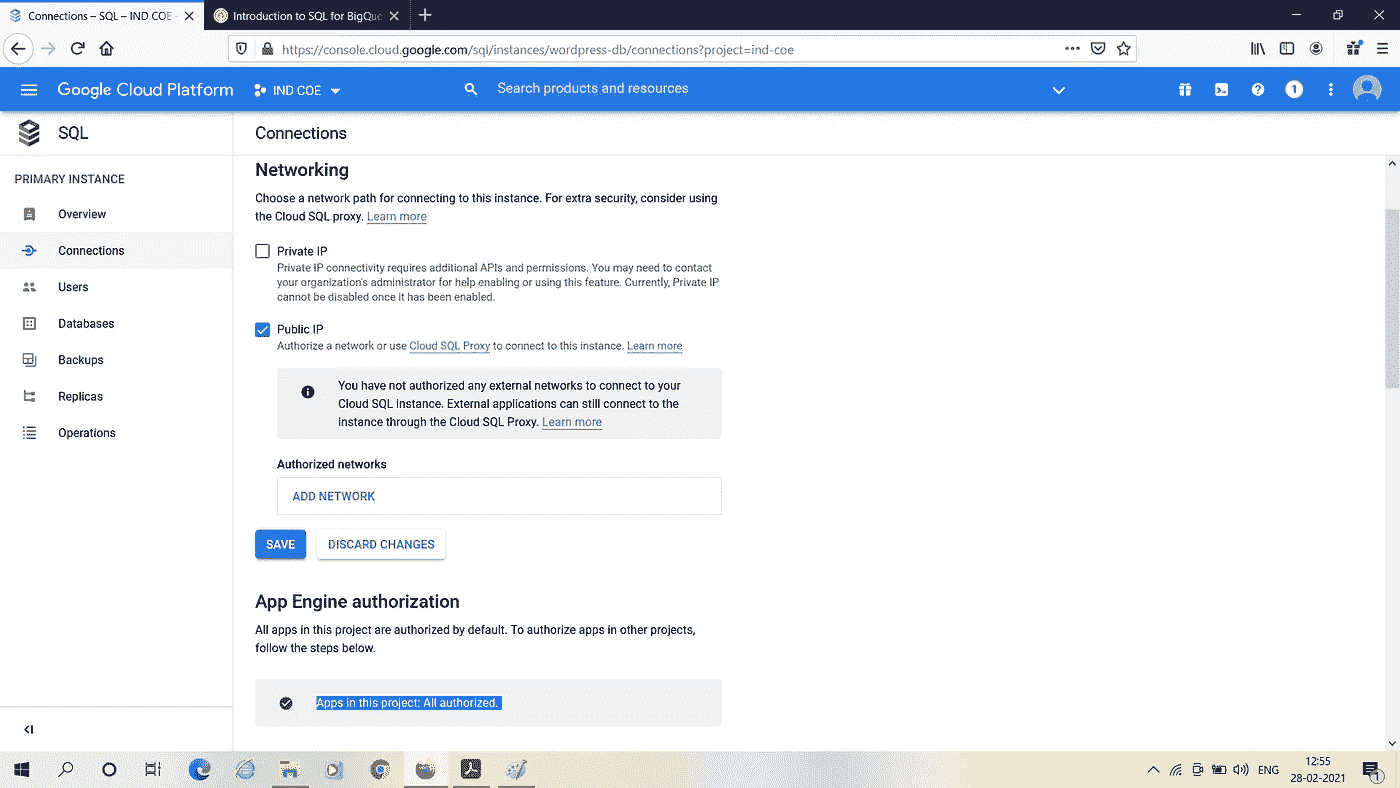 Connections – SQL – IND COE -
Introduction to SQL for BigQue
https://console.cloud.google.com/sql/instances/wordpress-db/connections?project=ind-coe
Google Cloud Platform
IND COE
Search products and resources
1
SQL
Connections
PRIMARY INSTANCE
Overview
Connections
Users
Databases
Backups
Replicas
Operations
Networking
Choose a network path for connecting to this instance. For extra security, consider using
the Cloud SQL proxy. Learn more
Private IP
Private IP connectivity requires additional APIs and permissions. You may need to contact
your organization's administrator for help enabling or using this feature. Currently, Private IP
cannot be disabled once it has been enabled.
Public IP
Authorize a network or use Cloud SQL Proxy to connect to this instance. Learn more
You have not authorized any external networks to connect to your
Cloud SQL instance. External applications can still connect to the
instance through the Cloud SQL Proxy. Learn more
Authorized networks
ADD NETWORK
SAVE
DISCARD CHANGES
App Engine authorization
All apps in this project are authorized by default. To authorize apps in other projects,
follow the steps below.
Apps in this project: All authorized.
ENG
12:55
28-02-2021
1